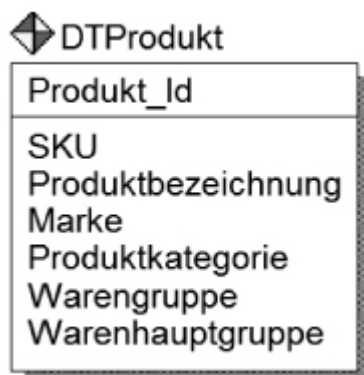 DTProdukt
Produkt_Id
SKU
Produktbezeichnung
Marke
Produktkategorie
Warengruppe
Warenhauptgruppe